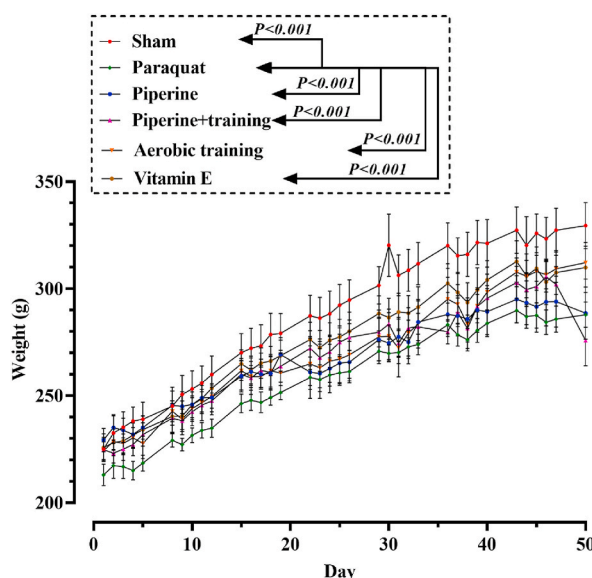 P<0.001
Sham
Paraquat
P<0.001
Piperine
P<0.001
Piperine+training
P<0.001
Aerobic training
P<0.001
Vitamin E
350
300
250
200
Weight (g)
0 10 20 30 40 50
Day